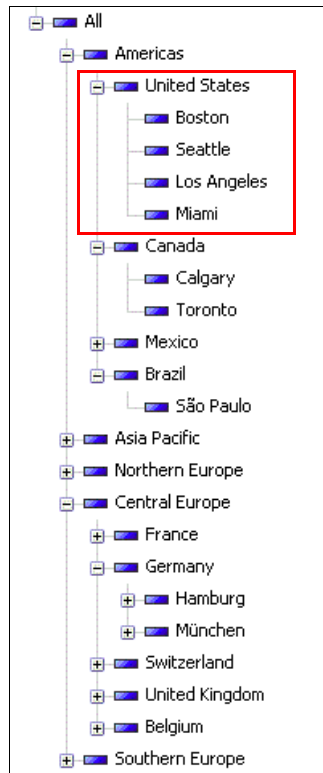 All
Americas
United States
Boston
Seattle
Los Angeles
Miami
Canada
Calgary
Toronto
Mexico
Brazil
São Paulo
Asia Pacific
Northern Europe
Central Europe
France
Germany
Hamburg
München
Switzerland
United Kingdom
Belgium
Southern Europe